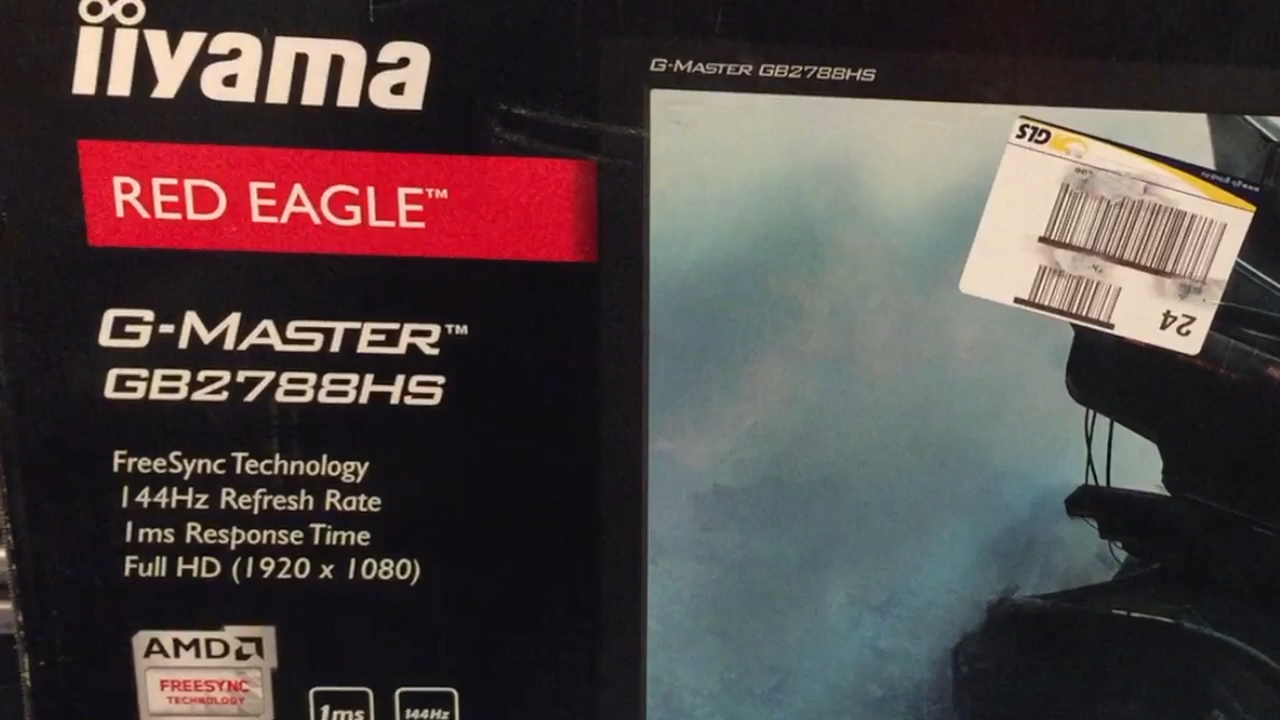 iiyama
RED EAGLE™
G-MASTER™
GB2788HS
FreeSync Technology
144Hz Refresh Rate
1ms Response Time
Full HD (1920 x 1080)
AMD
FREESYNC
TECHNOLOGY
1ms
144Hz
G-MASTER GB2788HS
GLS
24